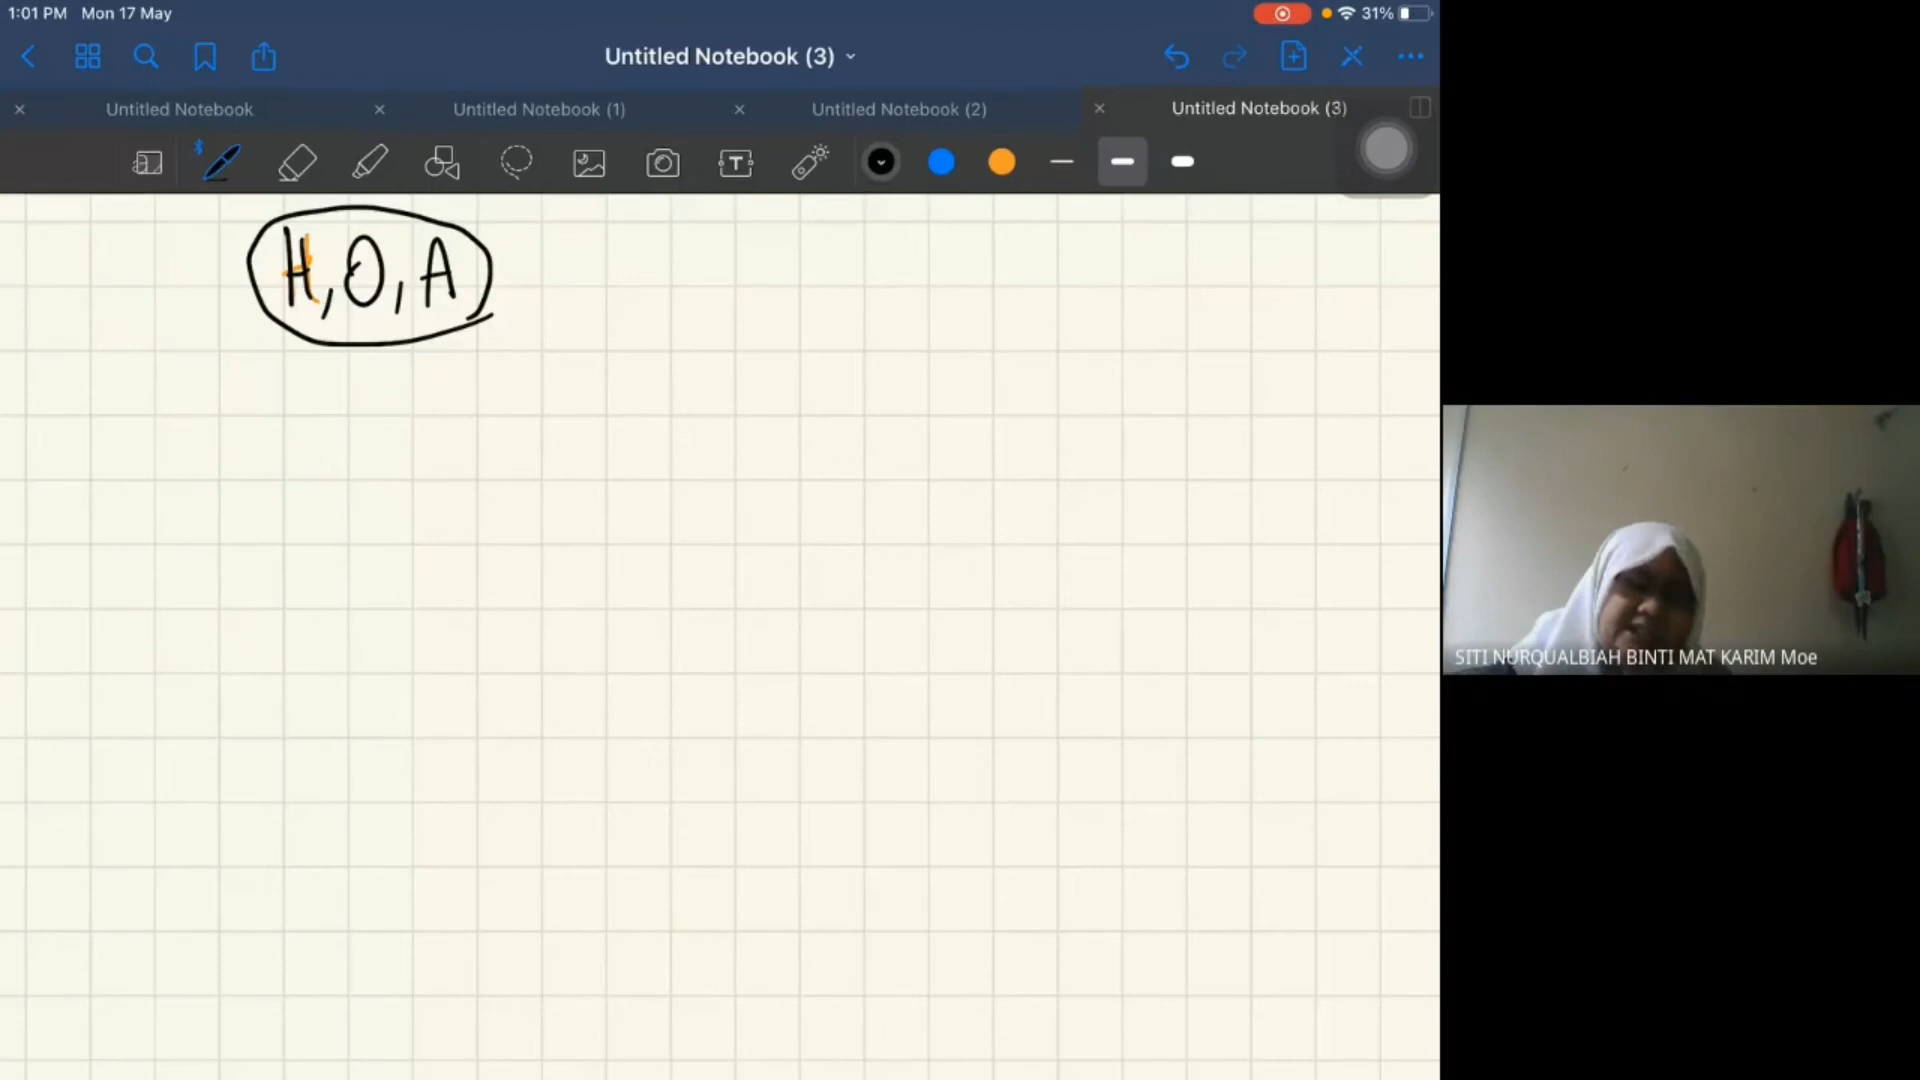 1:01 PM Mon 17 May 31%
Untitled Notebook (3)
Untitled Notebook Untitled Notebook (1) Untitled Notebook (2) Untitled Notebook (3)
H, O, A
SITI NURQUALBIAH BINTI MAT KARIM Moe